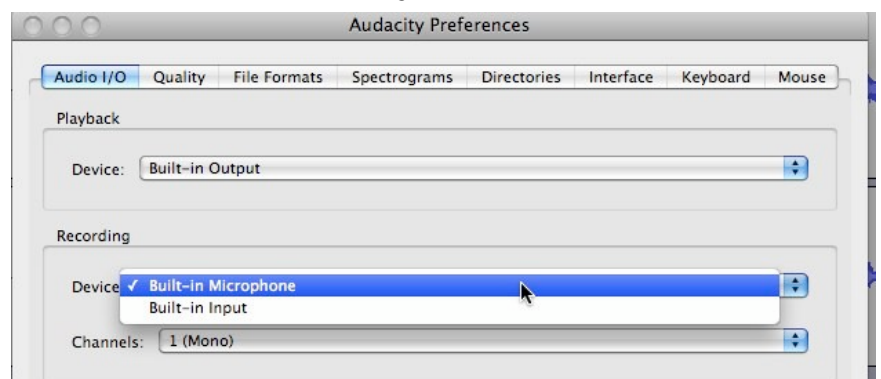 Audacity Preferences
Audio I/O Quality File Formats Spectrograms Directories Interface Keyboard Mouse
Playback
Device: Built-in Output
Recording
Device ✓ Built-in Microphone
Built-in Input
Channels: 1 (Mono)